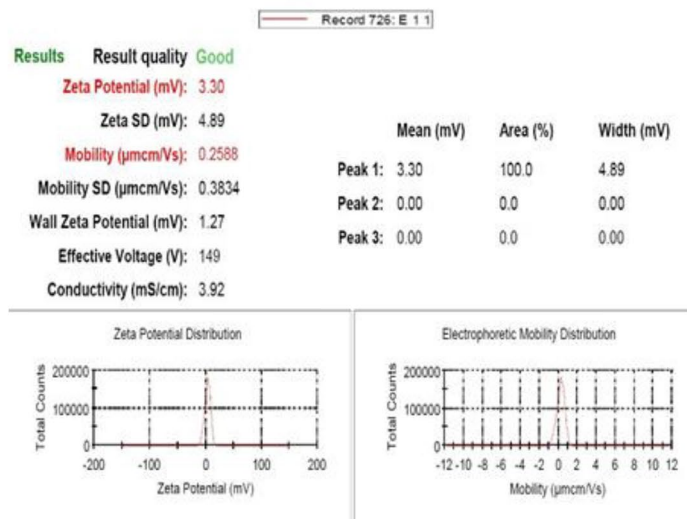 Record 726: E 1 1
Results Result quality Good
Zeta Potential (mV): 3.30
Zeta SD (mV): 4.89
Mobility (µmcm/Vs): 0.2588
Mobility SD (µmcm/Vs): 0.3834
Wall Zeta Potential (mV): 1.27
Effective Voltage (V): 149
Conductivity (mS/cm): 3.92
Mean (mV) Area (%) Width (mV)
Peak 1: 3.30 100.0 4.89
Peak 2: 0.00 0.0 0.00
Peak 3: 0.00 0.0 0.00
Zeta Potential Distribution
Total Counts
200000
100000
0
-200 -100 0 100 200
Zeta Potential (mV)
Electrophoretic Mobility Distribution
Total Counts
200000
100000
0
-12 -10 -8 -6 -4 -2 0 2 4 6 8 10 12
Mobility (µmcm/Vs)